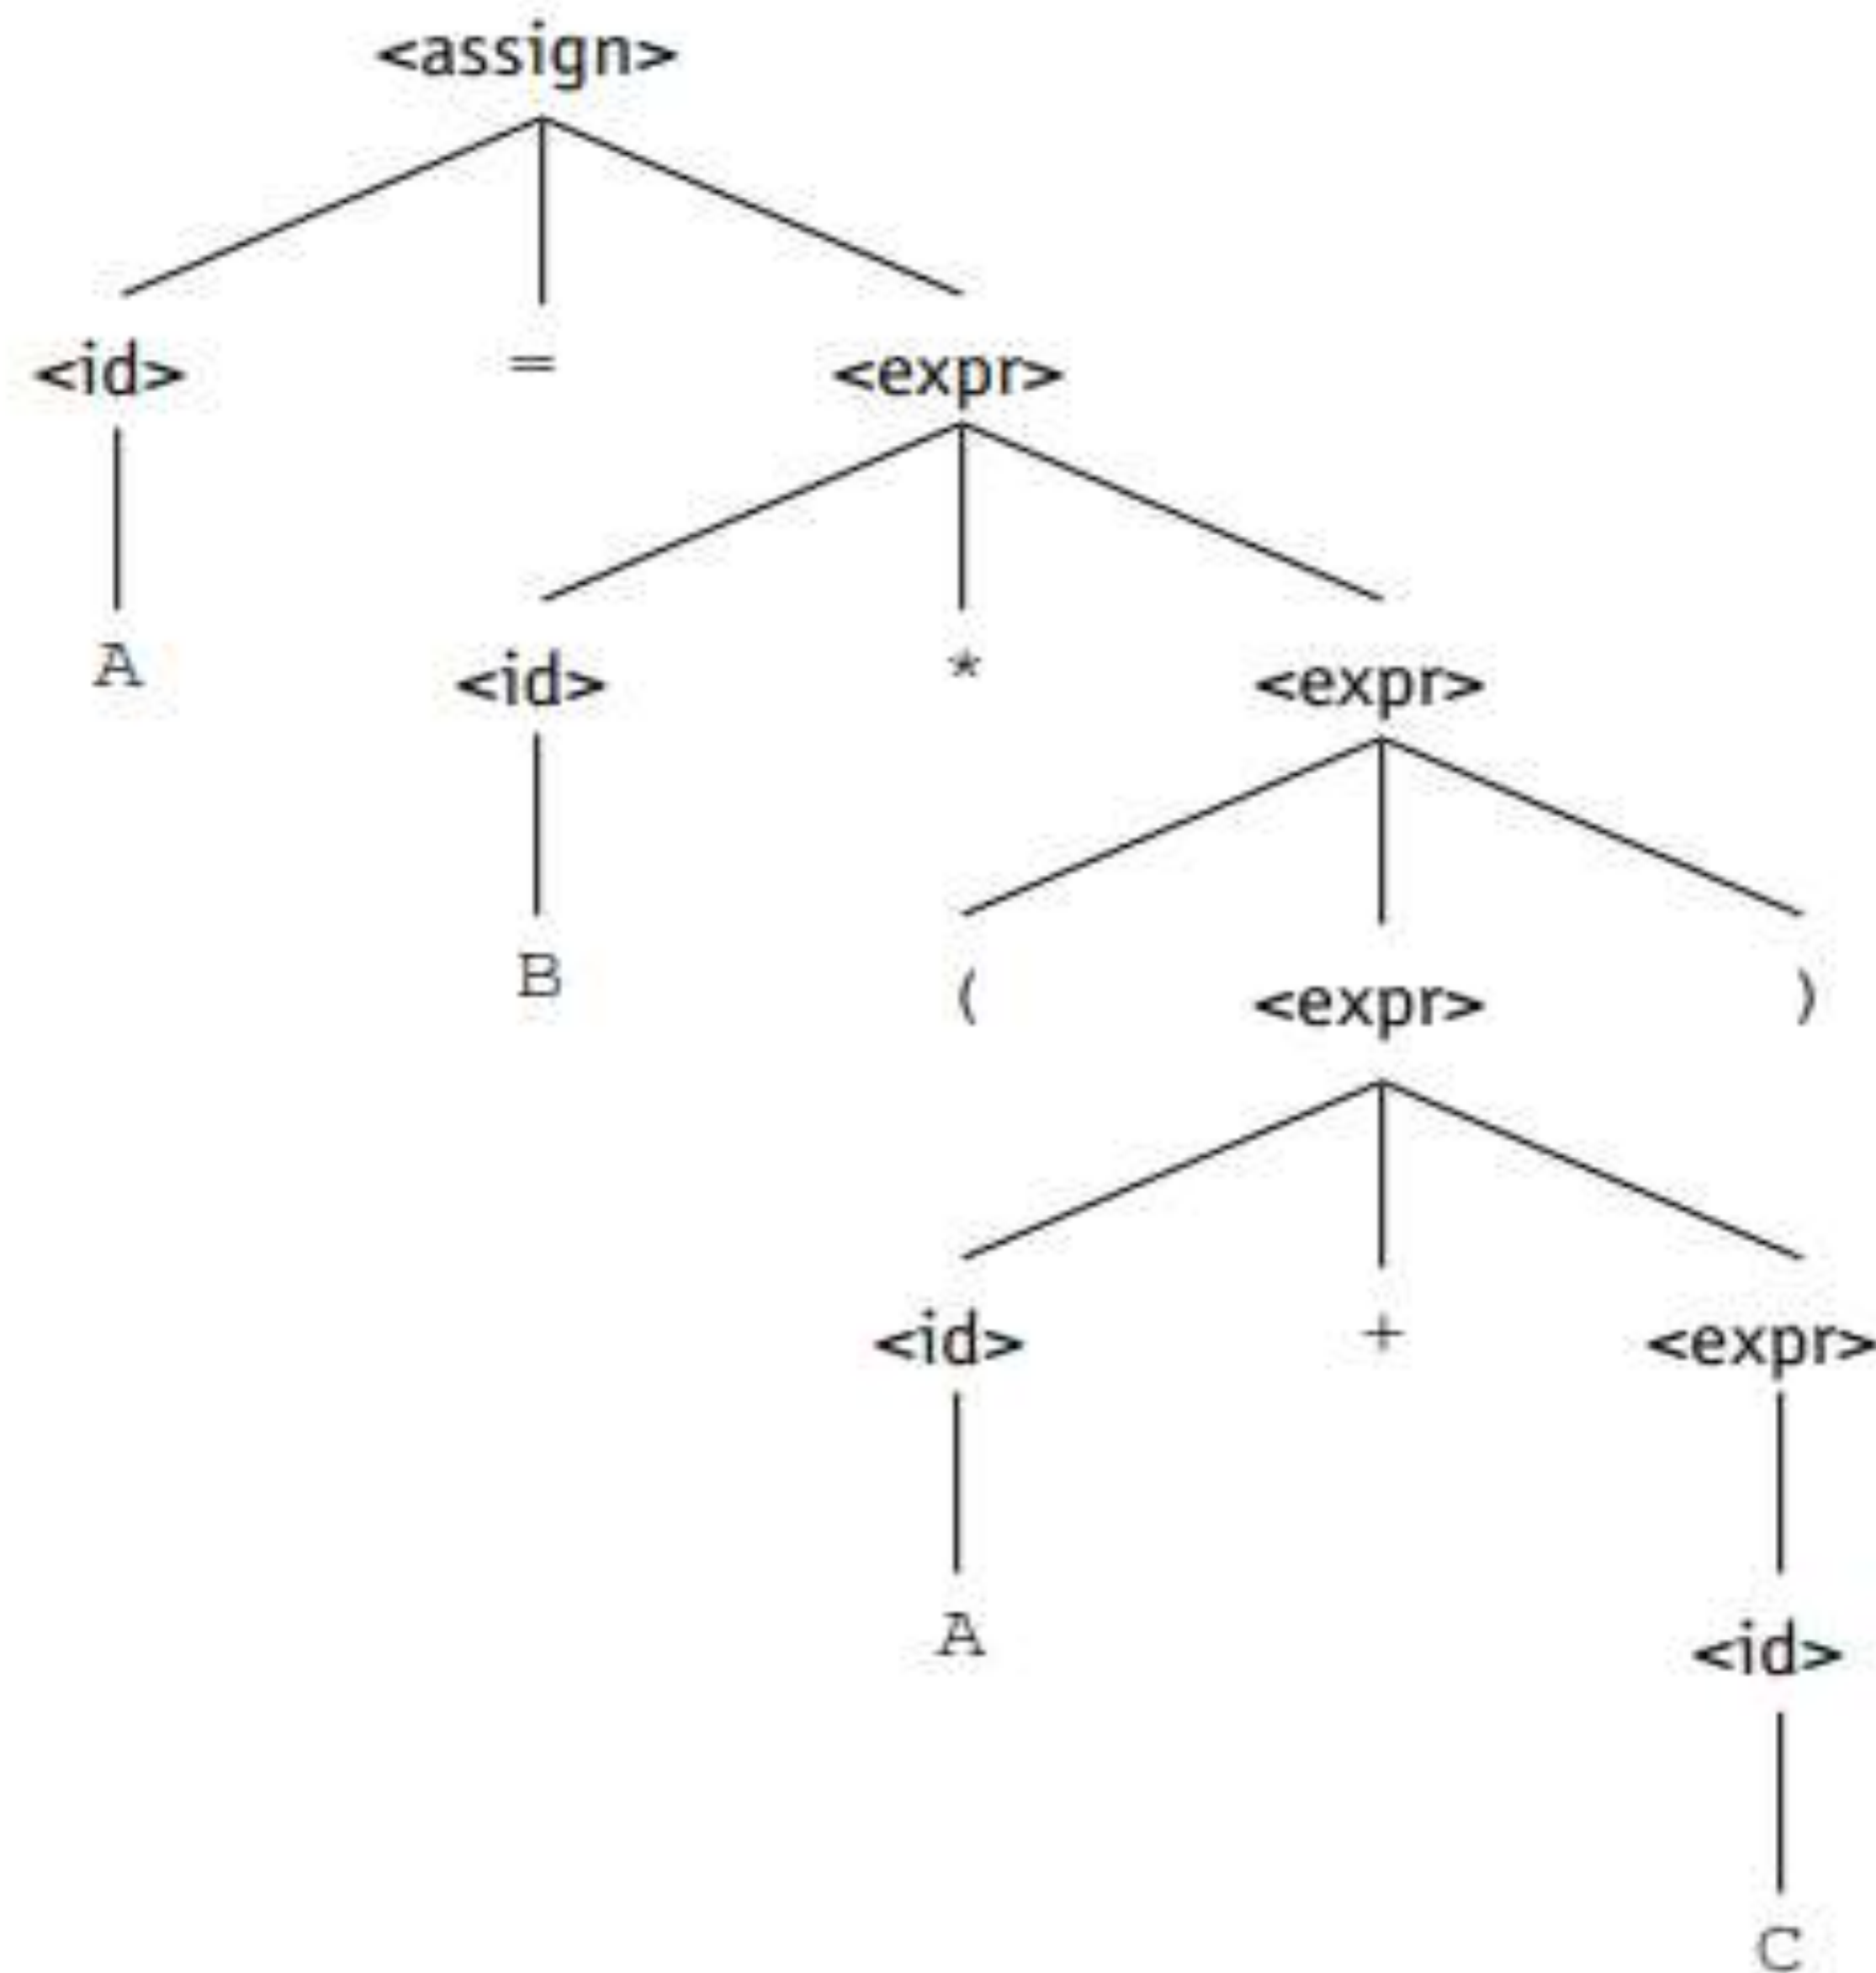 <assign>
<id> = <expr>
A <id> * <expr>
B ( <expr> )
<id> + <expr>
A <id>
C